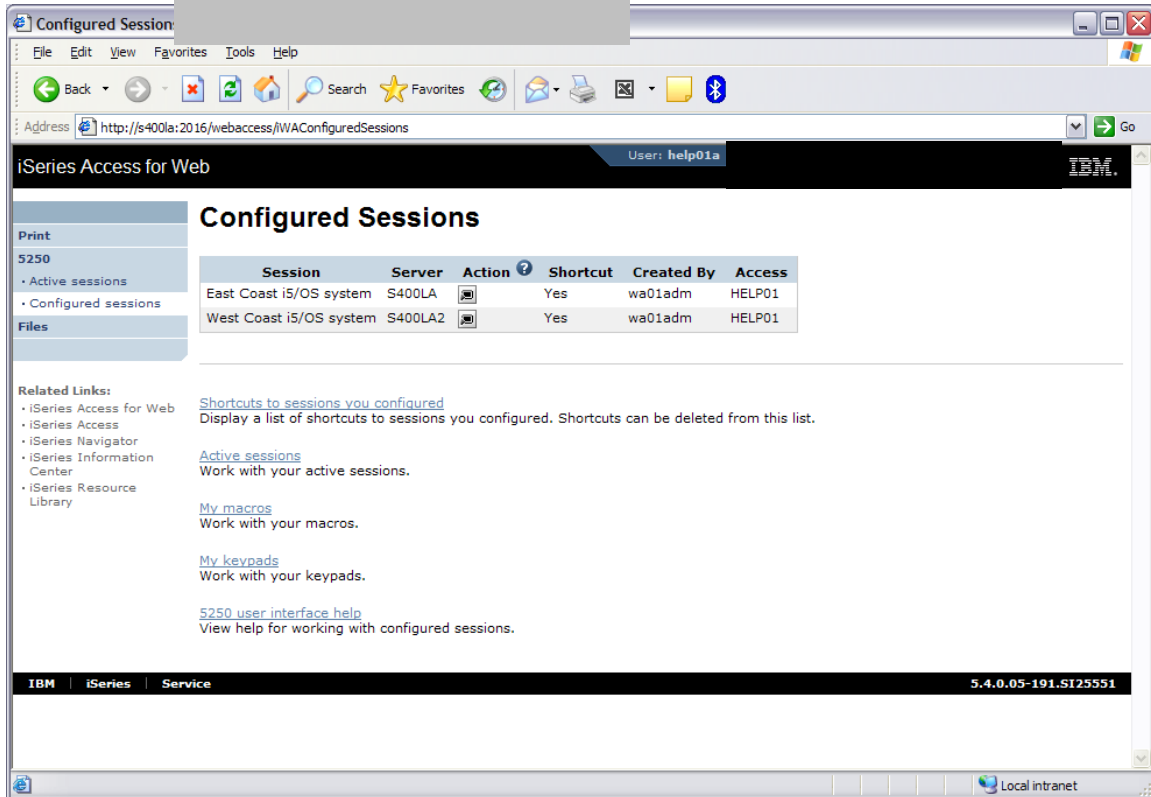 Configured Session
File Edit View Favorites Tools Help
Back Search Favorites
Address http://s400la:2016/webaccess/iWAConfiguredSessions Go
iSeries Access for Web User: help01a IBM.
Configured Sessions
Print
5250
• Active sessions
• Configured sessions
Files
Session Server Action ? Shortcut Created By Access
East Coast i5/OS system S400LA Yes wa01adm HELP01
West Coast i5/OS system S400LA2 Yes wa01adm HELP01
Related Links:
• iSeries Access for Web
• iSeries Access
• iSeries Navigator
• iSeries Information
Center
• iSeries Resource
Library
Shortcuts to sessions you configured
Display a list of shortcuts to sessions you configured. Shortcuts can be deleted from this list.
Active sessions
Work with your active sessions.
My macros
Work with your macros.
My keypads
Work with your keypads.
5250 user interface help
View help for working with configured sessions.
IBM | iSeries | Service 5.4.0.05-191.SI25551
Local intranet